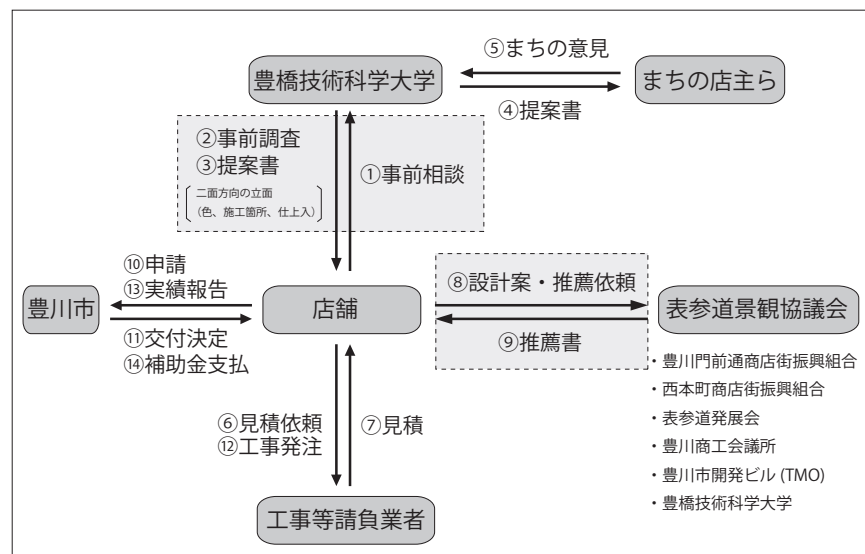 ⑤まちの意見
豊橋技術科学大学
まちの店主ら
④提案書
②事前調査
③提案書
二面方向の立面
（色、施工箇所、仕上入）
①事前相談
⑩申請
⑬実績報告
豊川市
店舗
⑪交付決定
⑭補助金支払
⑧設計案・推薦依頼
表参道景観協議会
⑨推薦書
・豊川門前通商店街振興組合
・西本町商店街振興組合
・表参道発展会
・豊川商工会議所
・豊川市開発ビル (TMO)
・豊橋技術科学大学
⑥見積依頼
⑫工事発注
⑦見積
工事等請負業者